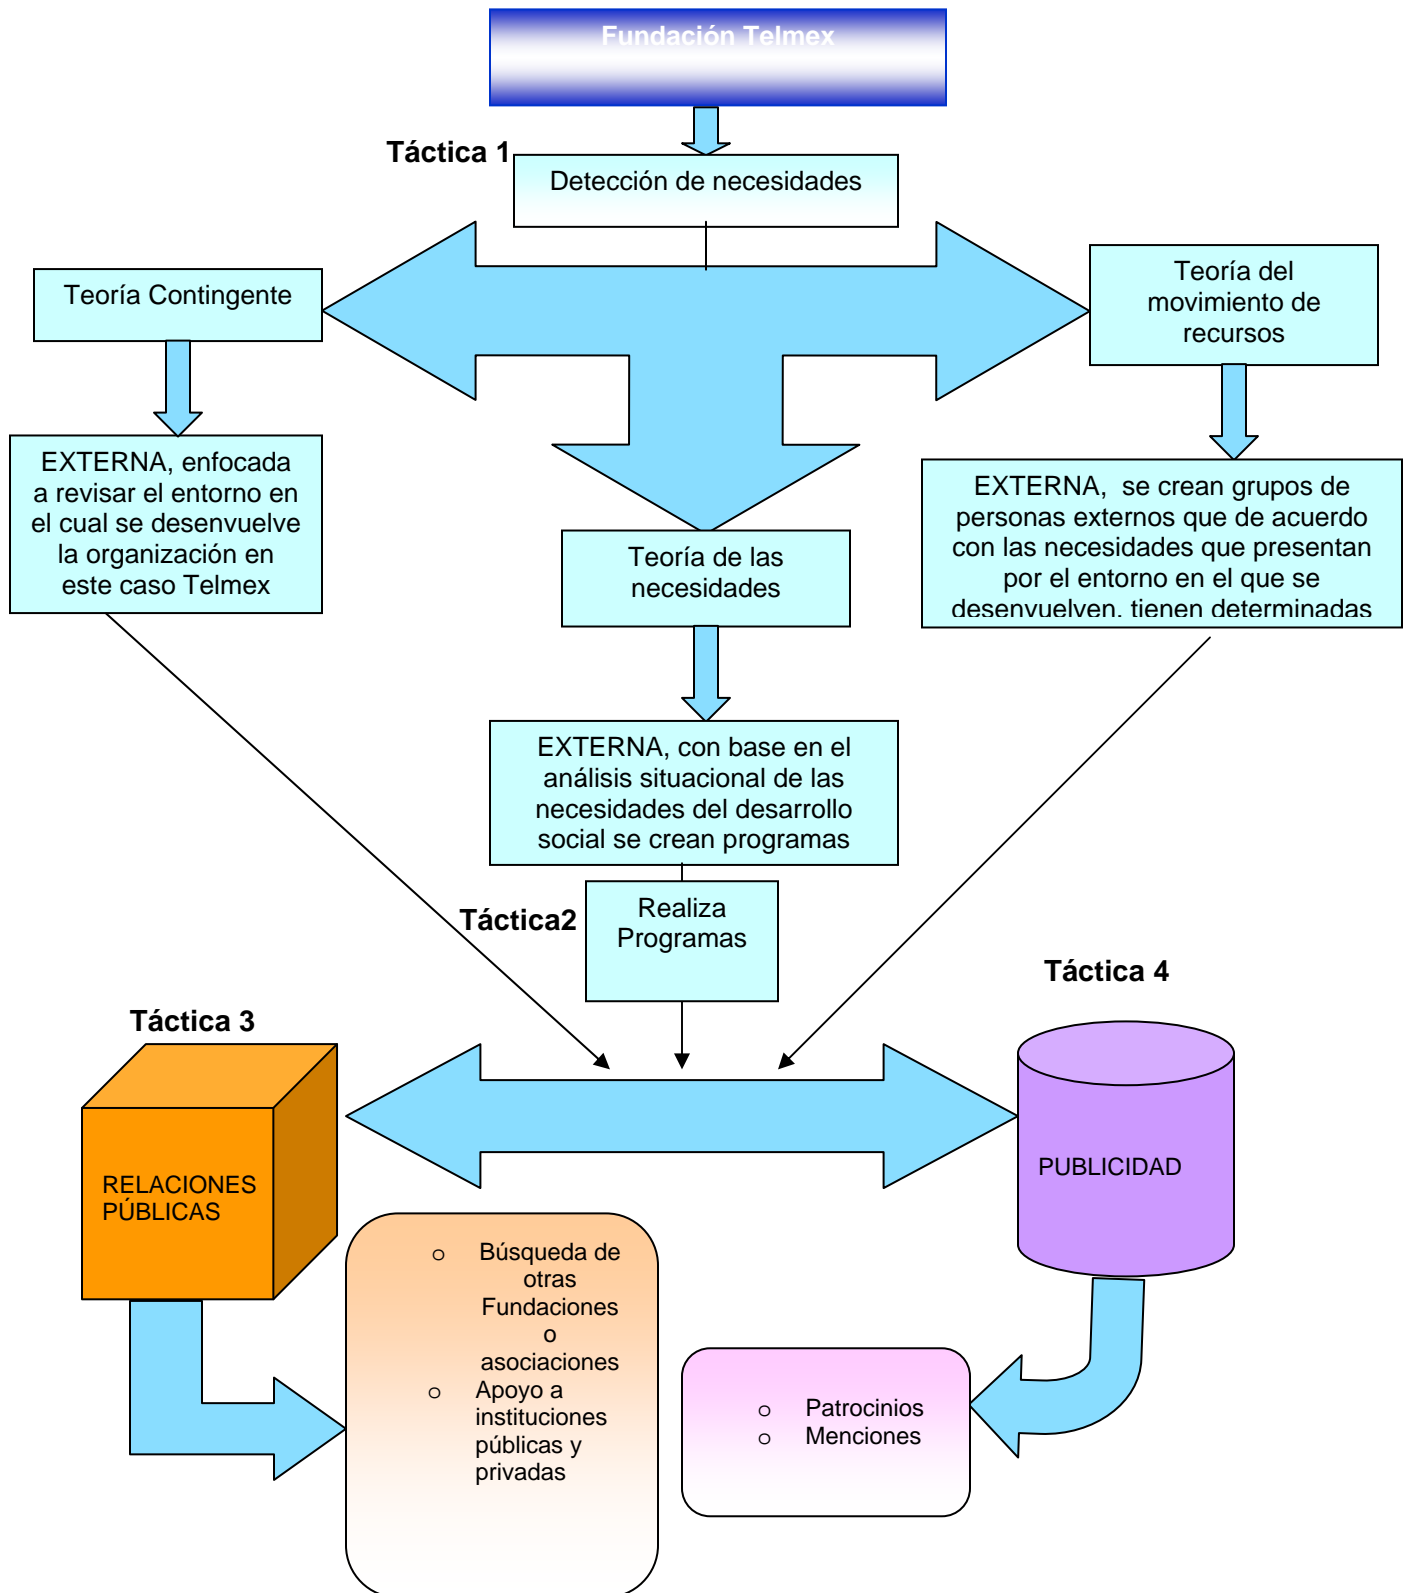 Fundación Telmex
Táctica 1
Detección de necesidades
Teoría Contingente
Teoría del
movimiento de
recursos
EXTERNA, enfocada
a revisar el entorno en
el cual se desenvuelve
la organización en
este caso Telmex
EXTERNA, se crean grupos de
personas externos que de acuerdo
con las necesidades que presentan
por el entorno en el que se
desenvuelven, tienen determinadas
Teoría de las
necesidades
EXTERNA, con base en el
análisis situacional de las
necesidades del desarrollo
social se crean programas
Táctica2
Realiza
Programas
Táctica 4
Táctica 3
RELACIONES
PÚBLICAS
PUBLICIDAD
o Búsqueda de
otras
Fundaciones
o
asociaciones
o Apoyo a
instituciones
públicas y
privadas
o Patrocinios
o Menciones